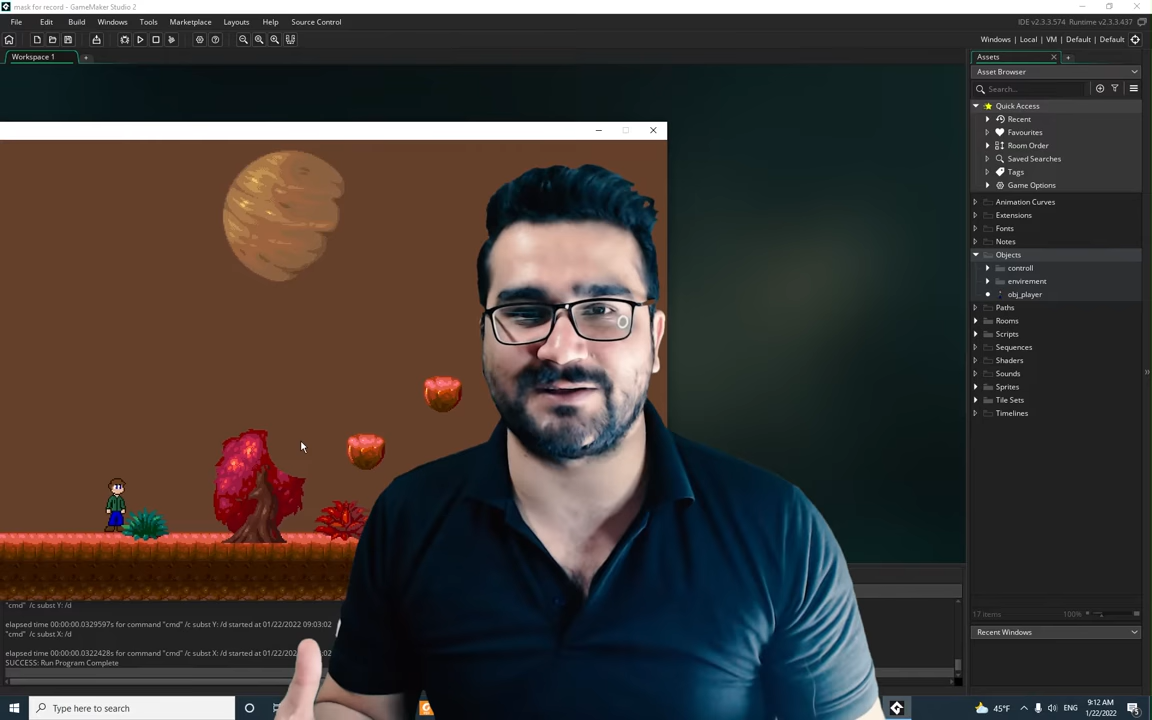 mask for record - GameMaker Studio 2
File Edit Build Windows Tools Marketplace Layouts Help Source Control
IDE v2.3.3.574 Runtime v2.3.3.437
Windows | Local | VM | Default | Default
Workspace 1
Assets
Asset Browser
Search...
Quick Access
Recent
Favourites
Room Order
Saved Searches
Tags
Game Options
Animation Curves
Extensions
Fonts
Notes
Objects
controll
envirement
obj_player
Paths
Rooms
Scripts
Sequences
Shaders
Sounds
Sprites
Tile Sets
Timelines
17 items 100%
Recent Windows
"cmd" /c subst Y: /d
elapsed time 00:00:00.0329597s for command "cmd" /c subst Y: /d started at 01/22/2022 09:03:02
"cmd" /c subst X: /d
elapsed time 00:00:00.0322428s for command "cmd" /c subst X: /d started at 01/22/2022 09:03:02
SUCCESS: Run Program Complete
Type here to search
45°F
9:12 AM
1/22/2022
5